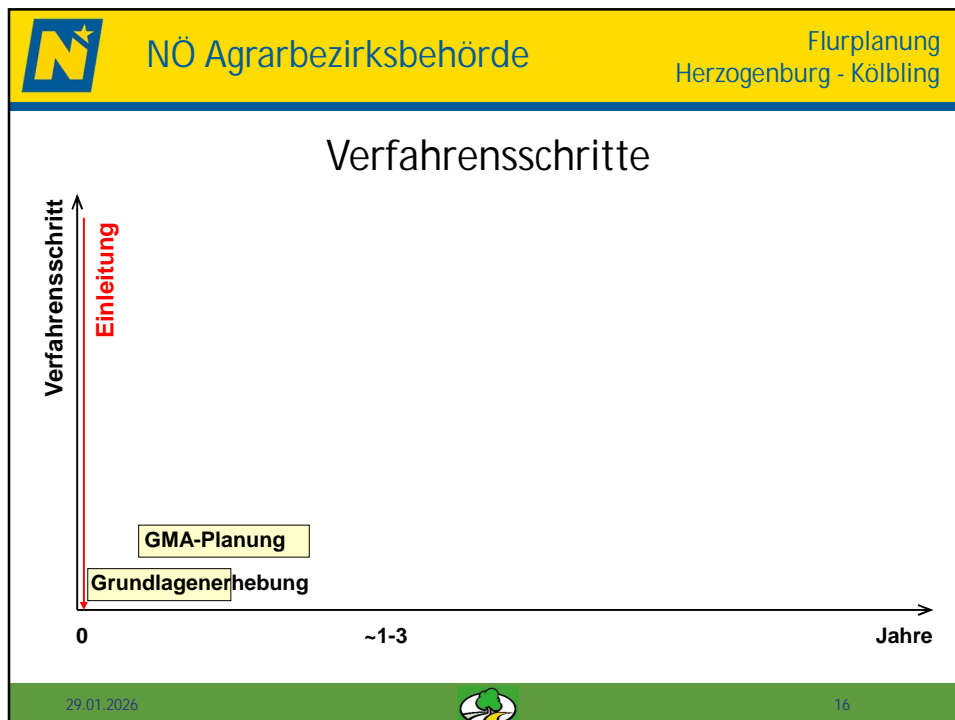 NÖ Agrarbezirksbehörde
Flurplanung
Herzogenburg - Kölbling
Verfahrensschritte
Verfahrensschritt
Einleitung
GMA-Planung
Grundlagenerhebung
0
~1-3
Jahre
29.01.2026
16